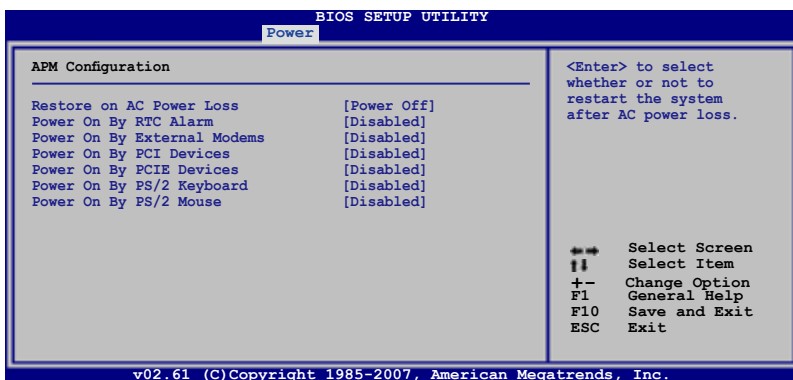 BIOS SETUP UTILITY
Power
APM Configuration
Restore on AC Power Loss [Power Off]
Power On By RTC Alarm [Disabled]
Power On By External Modems [Disabled]
Power On By PCI Devices [Disabled]
Power On By PCIE Devices [Disabled]
Power On By PS/2 Keyboard [Disabled]
Power On By PS/2 Mouse [Disabled]
<Enter> to select
whether or not to
restart the system
after AC power loss.
←→ Select Screen
↑↓ Select Item
+- Change Option
F1 General Help
F10 Save and Exit
ESC Exit
v02.61 (C)Copyright 1985-2007, American Megatrends, Inc.